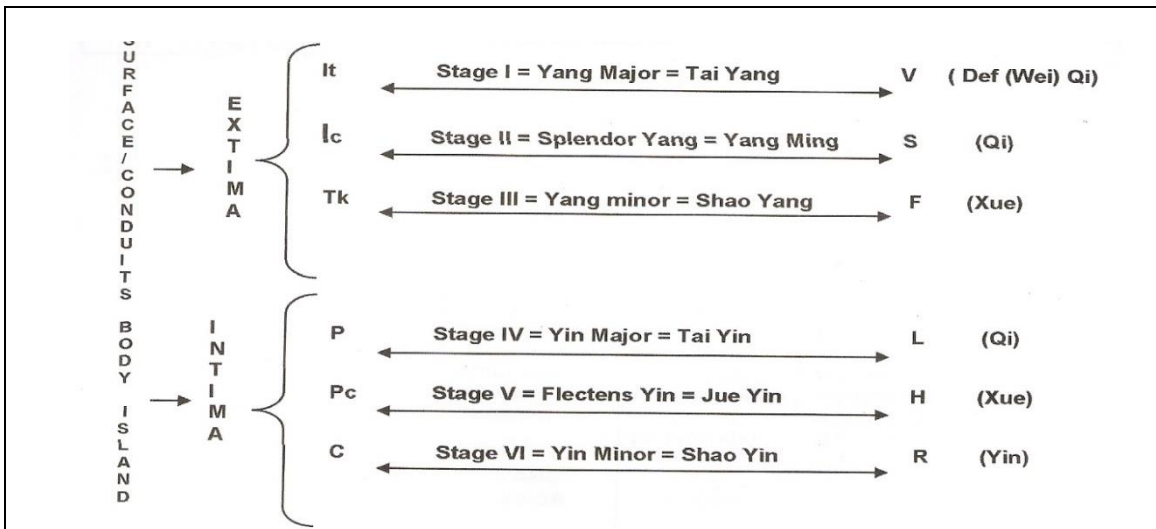 SURFACE/CONDUITS BODY ISLAND
EXTIMA
It Stage I = Yang Major = Tai Yang V ( Def (Wei) Qi)
Ic Stage II = Splendor Yang = Yang Ming S (Qi)
Tk Stage III = Yang minor = Shao Yang F (Xue)
INTIMA
P Stage IV = Yin Major = Tai Yin L (Qi)
Pc Stage V = Flectens Yin = Jue Yin H (Xue)
C Stage VI = Yin Minor = Shao Yin R (Yin)